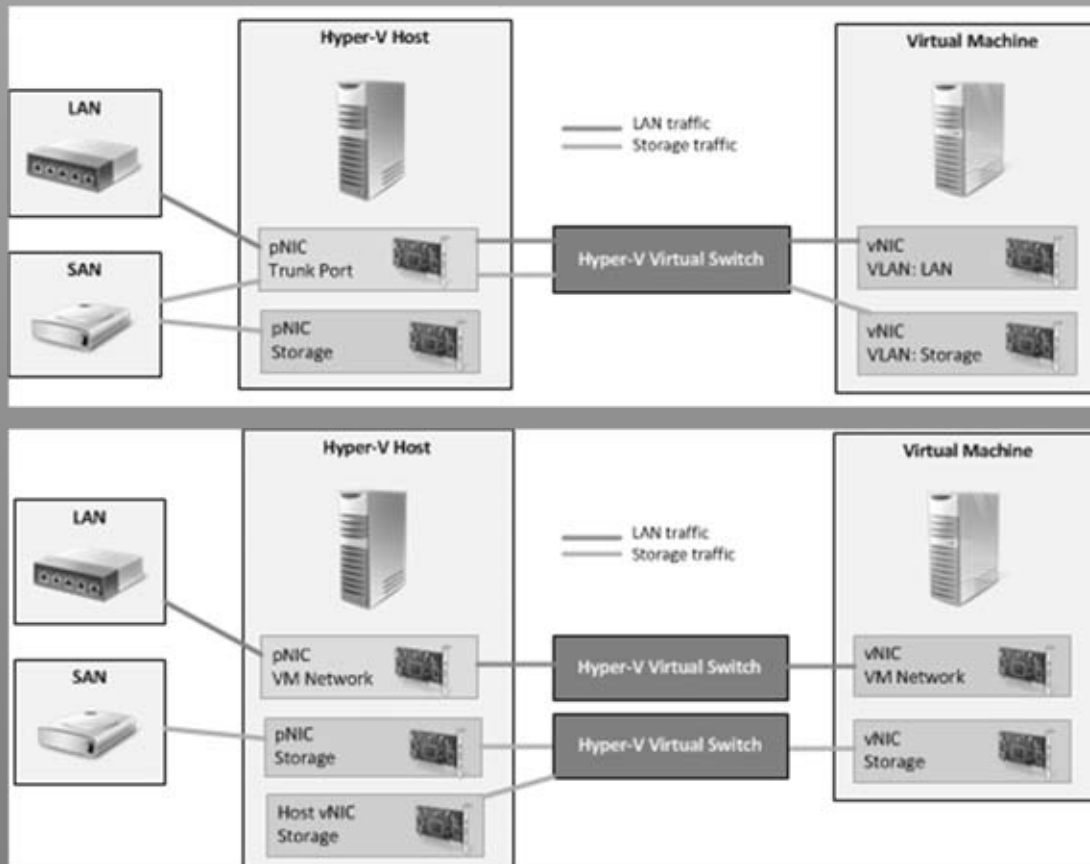 Hyper-V Host
Virtual Machine
LAN
LAN traffic
Storage traffic
SAN
pNIC
Trunk Port
Hyper-V Virtual Switch
vNIC
VLAN: LAN
pNIC
Storage
vNIC
VLAN: Storage
Hyper-V Host
Virtual Machine
LAN
LAN traffic
Storage traffic
SAN
pNIC
VM Network
Hyper-V Virtual Switch
vNIC
VM Network
pNIC
Storage
Hyper-V Virtual Switch
vNIC
Storage
Host vNIC
Storage